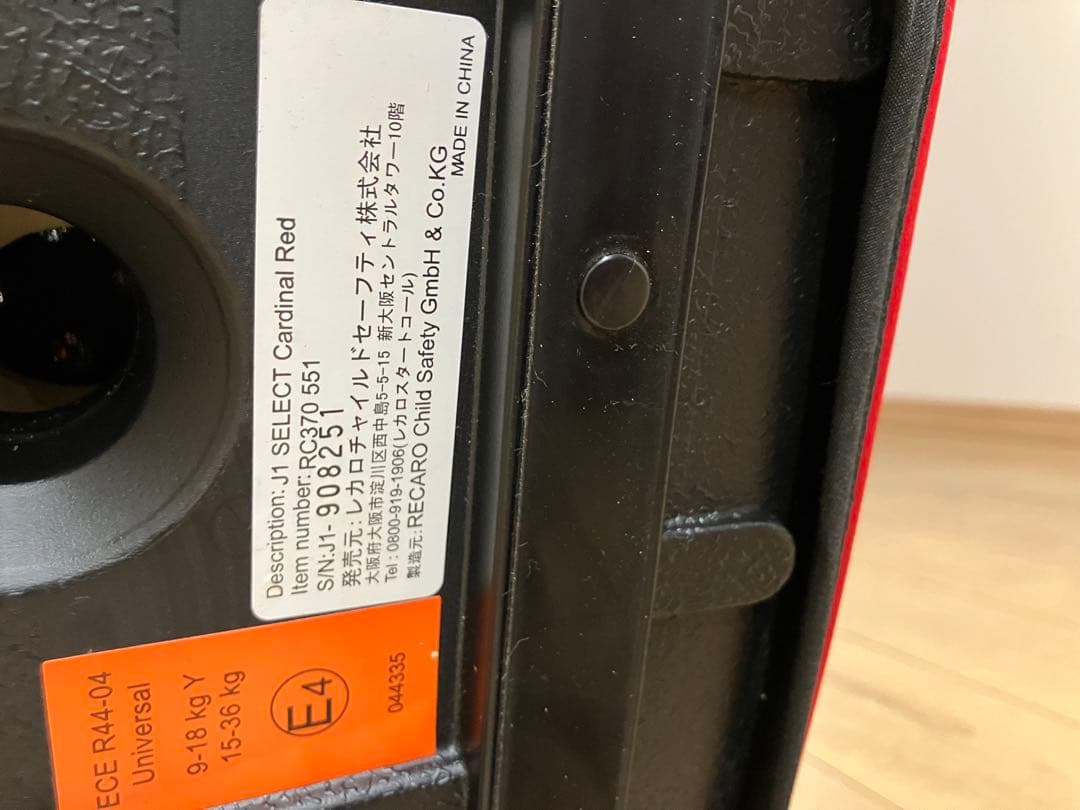 Description: J1 SELECT Cardinal Red
Item number: RC370 551
S/N:J1- 908251
発売元: レカロチャイルドセーフティ株式会社
大阪府大阪市淀川区西中島5-5-15 新大阪セントラルタワー10階
Tel : 0800-919-1906(レカロスタートコール)
製造元: RECARO Child Safety GmbH & Co.KG
MADE IN CHINA
ECE R44-04
Universal
9-18 kg Y
15-36 kg
E4
044335